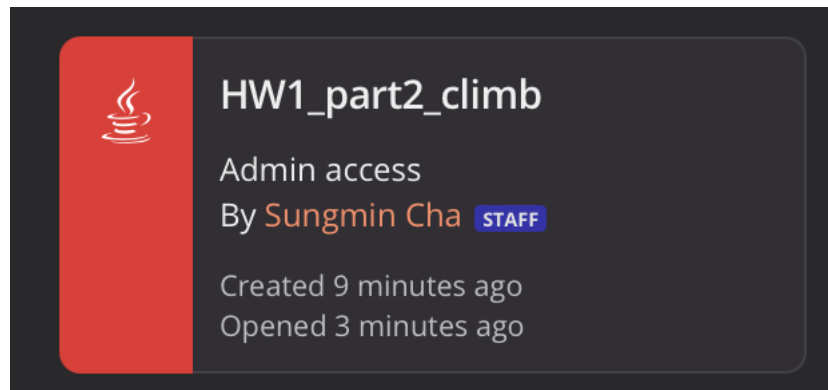 HW1_part2_climb
Admin access
By Sungmin Cha STAFF
Created 9 minutes ago
Opened 3 minutes ago